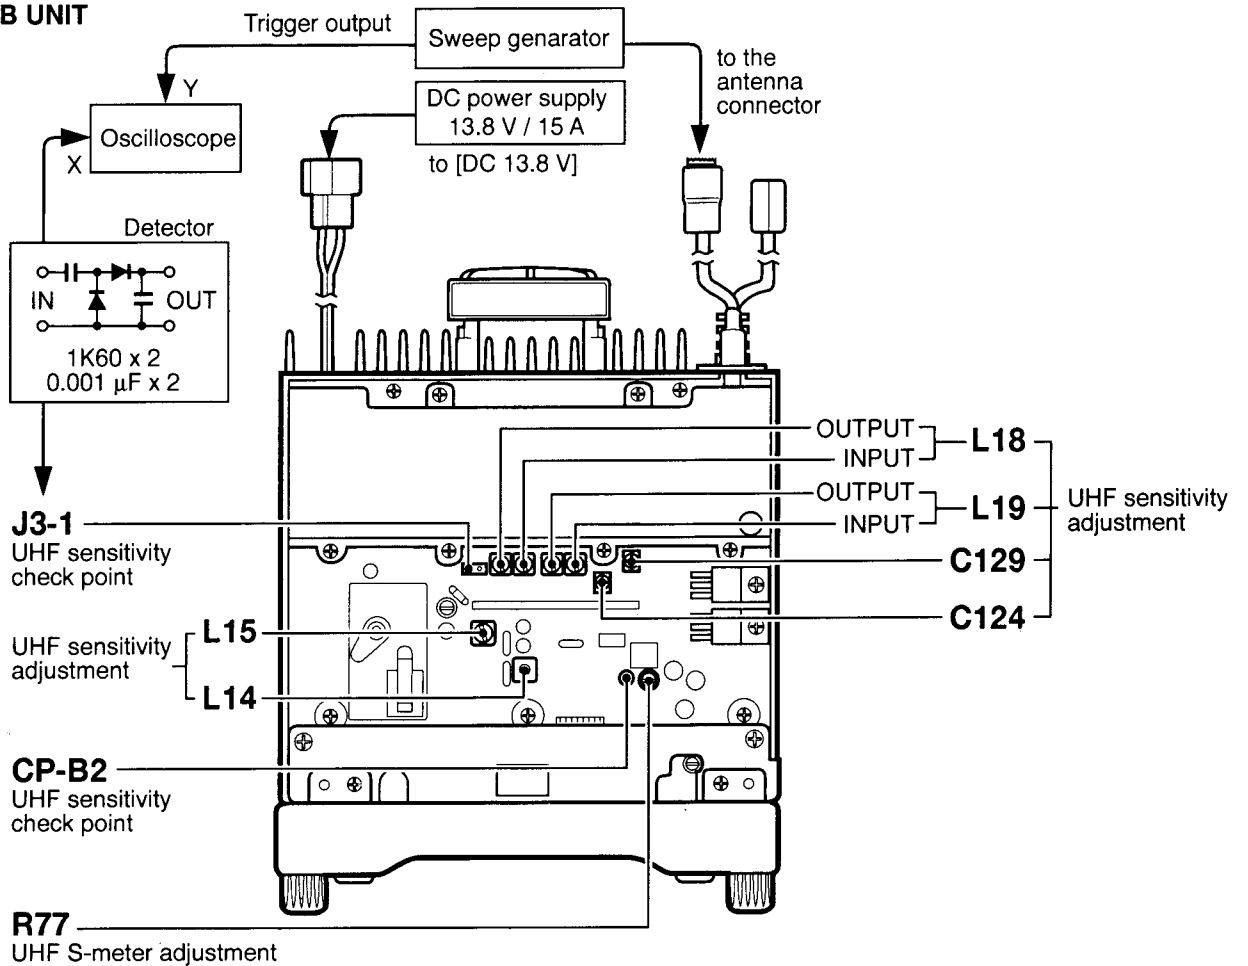 B UNIT
Trigger output
Sweep genarator
to the
antenna
connector
Y
DC power supply
13.8 V / 15 A
to [DC 13.8 V]
Oscilloscope
X
Detector
IN
OUT
1K60 x 2
0.001 µF x 2
OUTPUT
INPUT
L18
OUTPUT
INPUT
L19
UHF sensitivity
adjustment
C129
C124
J3-1
UHF sensitivity
check point
L15
UHF sensitivity
adjustment
L14
CP-B2
UHF sensitivity
check point
R77
UHF S-meter adjustment